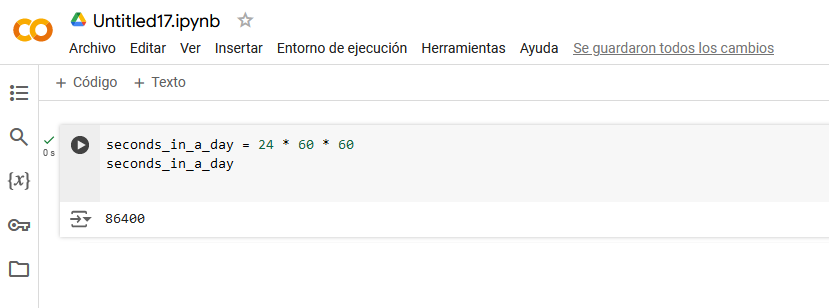 Untitled17.ipynb
Archivo Editar Ver Insertar Entorno de ejecución Herramientas Ayuda Se guardaron todos los cambios
+ Código + Texto
seconds_in_a_day = 24 * 60 * 60
0 s
seconds_in_a_day
{x}
86400